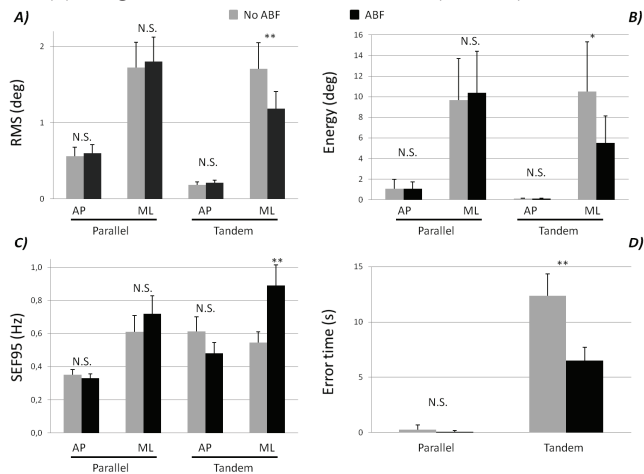 A)
No ABF
ABF
B)
RMS (deg)
2
1
0
N.S.
N.S.
N.S.
**
AP
ML
AP
ML
Parallel
Tandem
Energy (deg)
16
14
12
10
8
6
4
2
0
N.S.
N.S.
N.S.
*
AP
ML
AP
ML
Parallel
Tandem
C)
SEF95 (Hz)
1,0
0,8
0,6
0,4
0,2
0,0
N.S.
N.S.
N.S.
**
AP
ML
AP
ML
Parallel
Tandem
D)
Error time (s)
15
10
5
0
N.S.
**
Parallel
Tandem